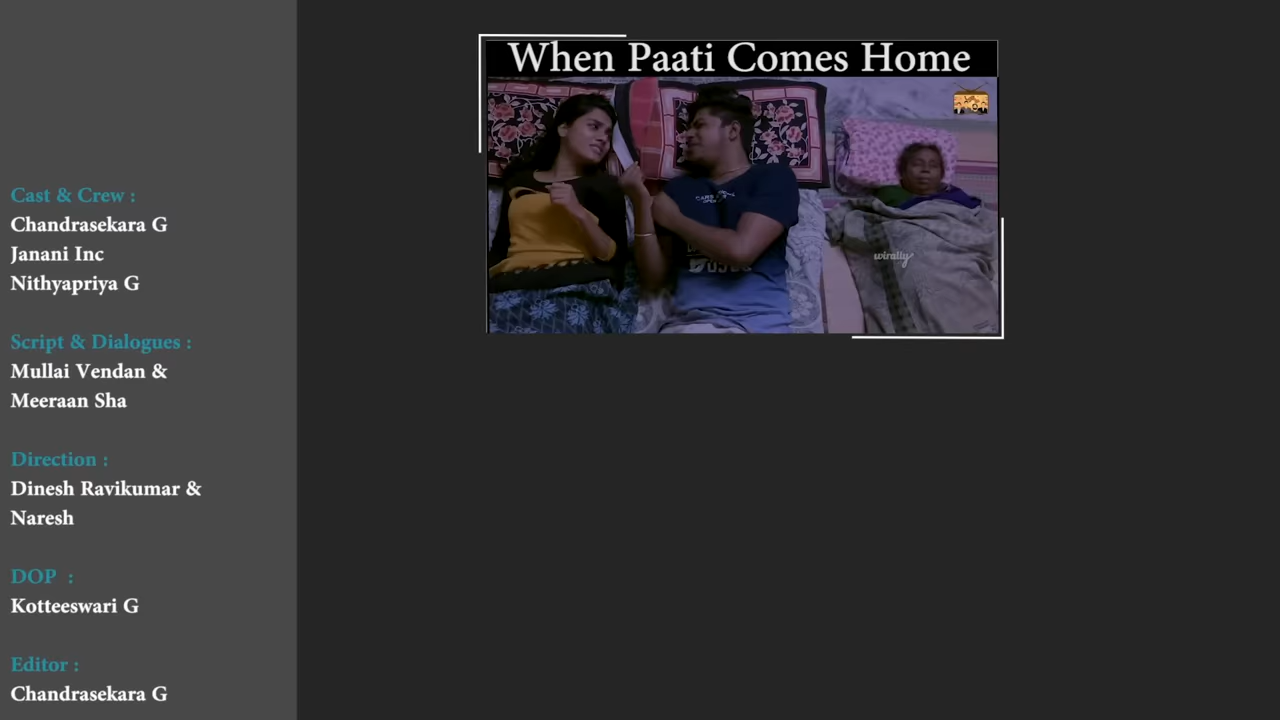 Cast & Crew :
Chandrasekara G
Janani Inc
Nithyapriya G
Script & Dialogues :
Mullai Vendan &
Meeraan Sha
Direction :
Dinesh Ravikumar &
Naresh
DOP :
Kotteeswari G
Editor :
Chandrasekara G
When Paati Comes Home
wirally